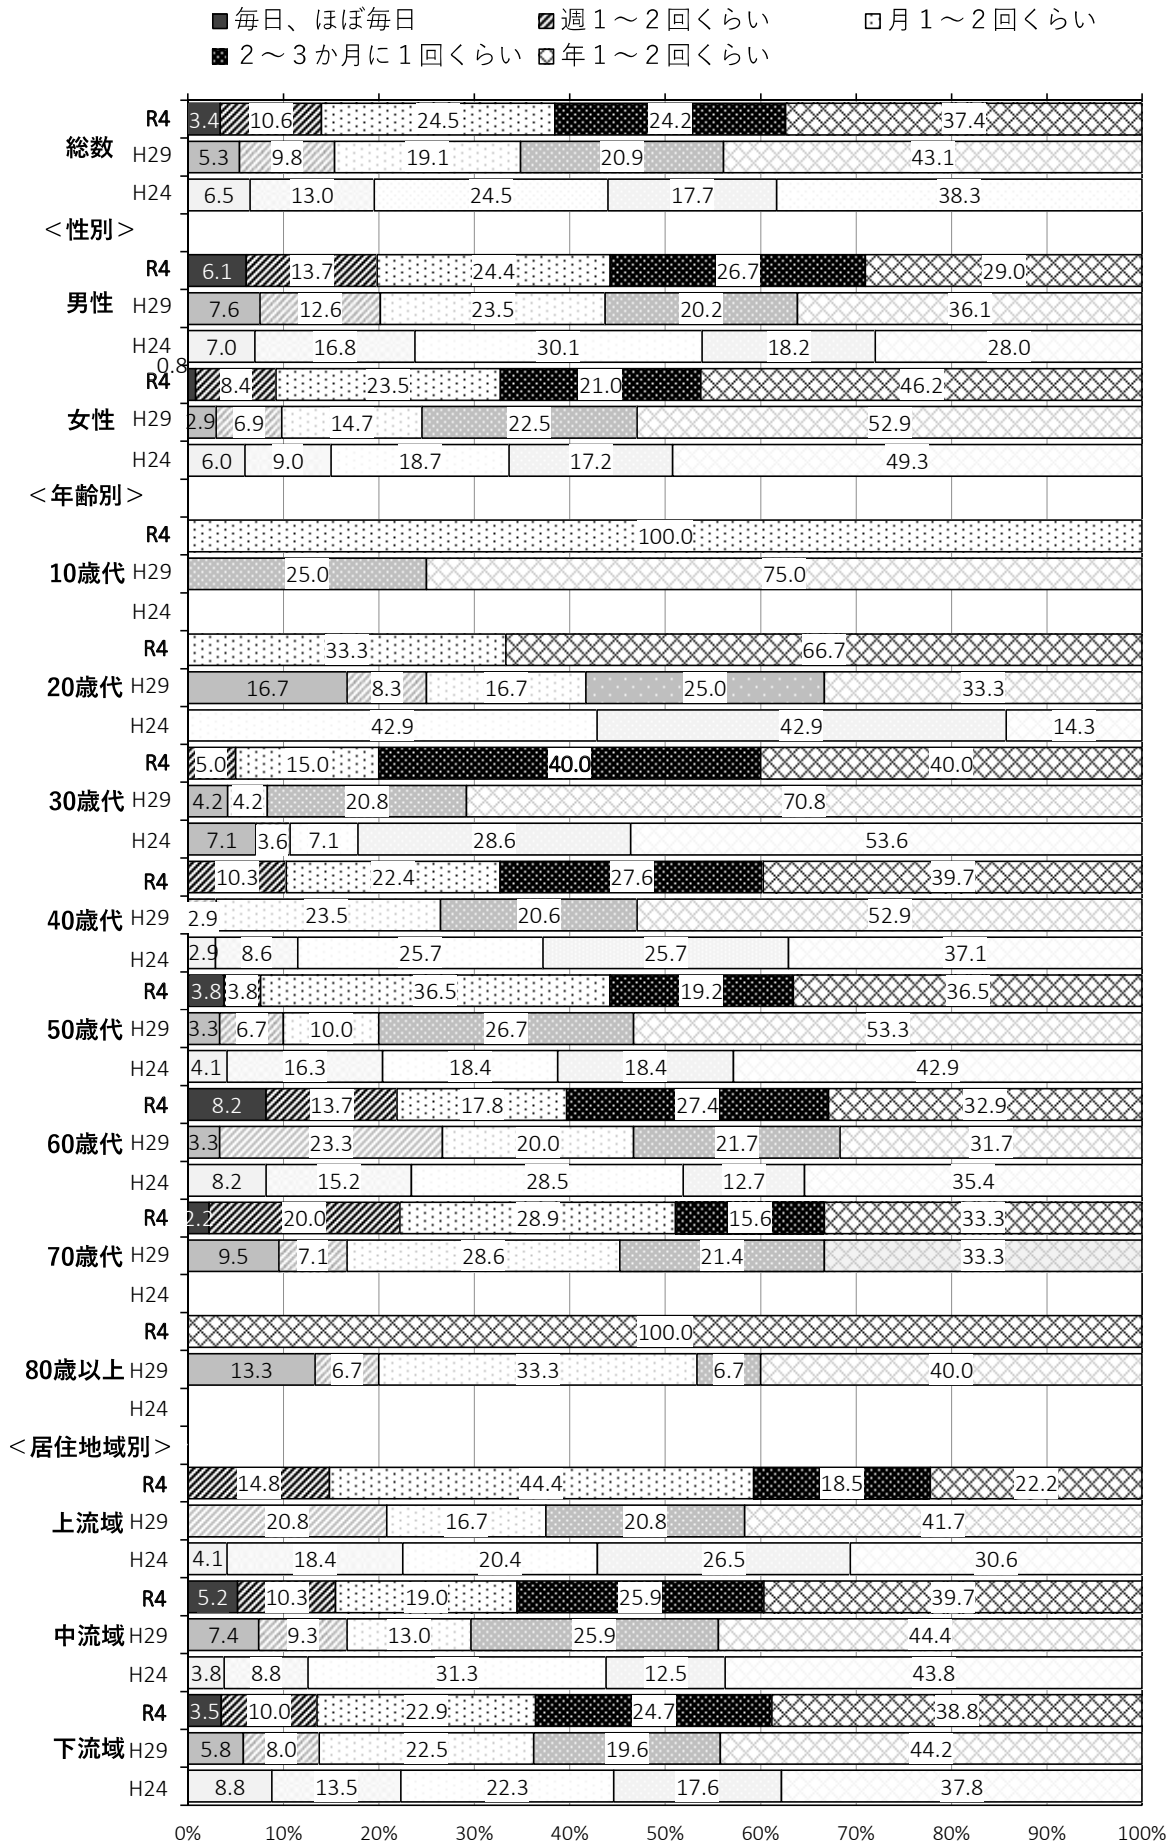 毎日、ほぼ毎日 週１～２回くらい 月１～２回くらい
２～３か月に１回くらい 年１～２回くらい
総数
R4 3.4 10.6 24.5 24.2 37.4
H29 5.3 9.8 19.1 20.9 43.1
H24 6.5 13.0 24.5 17.7 38.3
＜性別＞
男性
R4 6.1 13.7 24.4 26.7 29.0
H29 7.6 12.6 23.5 20.2 36.1
H24 7.0 16.8 30.1 18.2 28.0
女性
R4 0.8 8.4 23.5 21.0 46.2
H29 2.9 6.9 14.7 22.5 52.9
H24 6.0 9.0 18.7 17.2 49.3
＜年齢別＞
10歳代
R4 100.0
H29 25.0 75.0
H24
20歳代
R4 33.3 66.7
H29 16.7 8.3 16.7 25.0 33.3
H24 42.9 42.9 14.3
30歳代
R4 5.0 15.0 40.0 40.0
H29 4.2 4.2 20.8 70.8
H24 7.1 3.6 7.1 28.6 53.6
40歳代
R4 10.3 22.4 27.6 39.7
H29 2.9 23.5 20.6 52.9
H24 2.9 8.6 25.7 25.7 37.1
50歳代
R4 3.8 3.8 36.5 19.2 36.5
H29 3.3 6.7 10.0 26.7 53.3
H24 4.1 16.3 18.4 18.4 42.9
60歳代
R4 8.2 13.7 17.8 27.4 32.9
H29 3.3 23.3 20.0 21.7 31.7
H24 8.2 15.2 28.5 12.7 35.4
70歳代
R4 2.2 20.0 28.9 15.6 33.3
H29 9.5 7.1 28.6 21.4 33.3
H24
80歳以上
R4 100.0
H29 13.3 6.7 33.3 6.7 40.0
H24
＜居住地域別＞
上流域
R4 14.8 44.4 18.5 22.2
H29 20.8 16.7 20.8 41.7
H24 4.1 18.4 20.4 26.5 30.6
中流域
R4 5.2 10.3 19.0 25.9 39.7
H29 7.4 9.3 13.0 25.9 44.4
H24 3.8 8.8 31.3 12.5 43.8
下流域
R4 3.5 10.0 22.9 24.7 38.8
H29 5.8 8.0 22.5 19.6 44.2
H24 8.8 13.5 22.3 17.6 37.8
0% 10% 20% 30% 40% 50% 60% 70% 80% 90% 100%